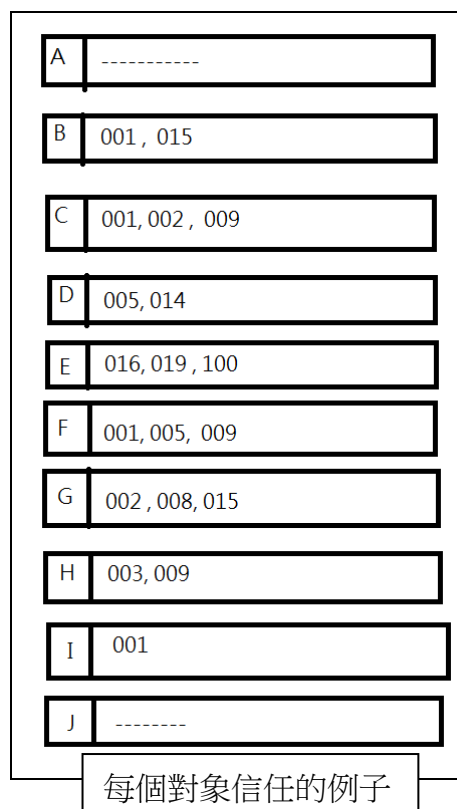 A -----------
B 001 , 015
C 001, 002 , 009
D 005, 014
E 016, 019 , 100
F 001, 005, 009
G 002 , 008, 015
H 003, 009
I 001
J --------
每個對象信任的例子